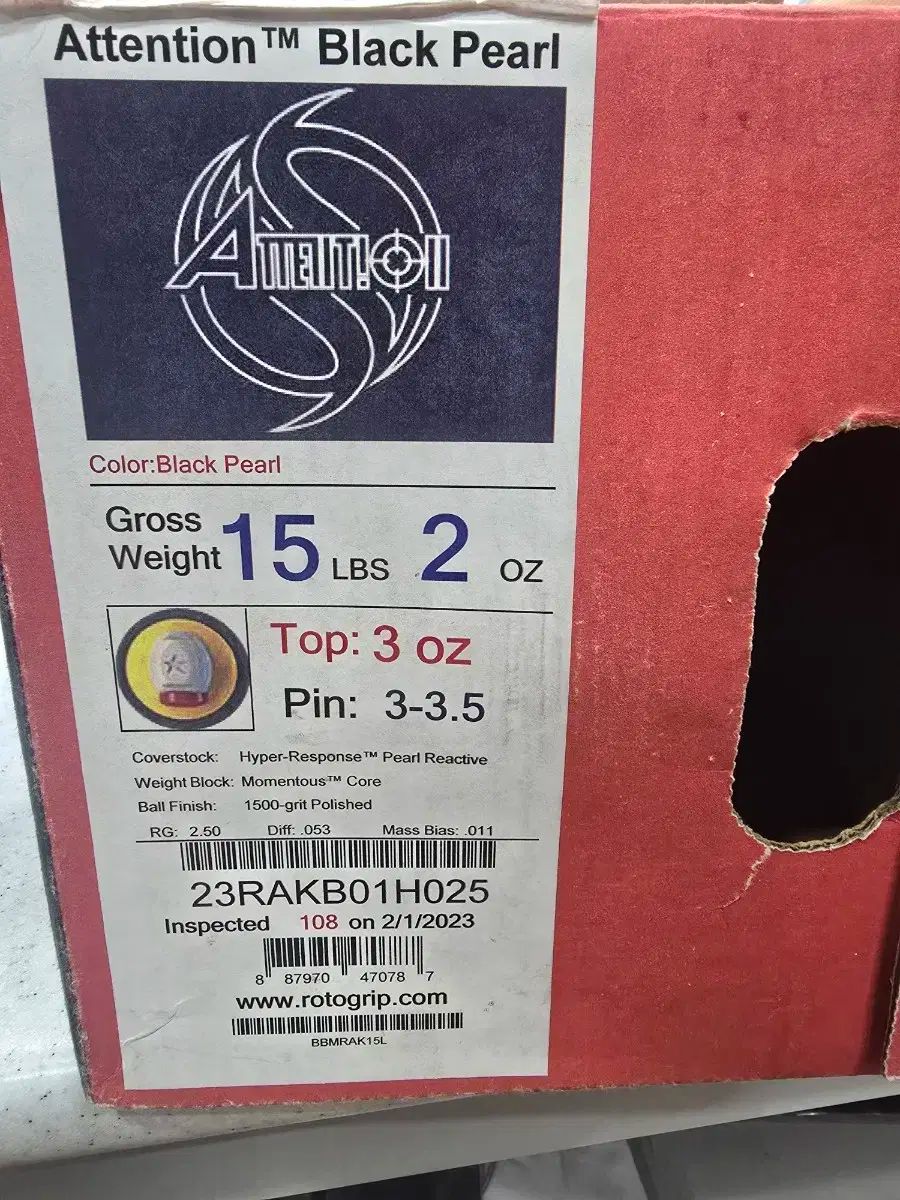 Attention™ Black Pearl
ATTENT!ON
Color:Black Pearl
Gross Weight 15 LBS 2 OZ
Top: 3 oz
Pin: 3-3.5
Coverstock: Hyper-Response™ Pearl Reactive
Weight Block: Momentous™ Core
Ball Finish: 1500-grit Polished
RG: 2.50 Diff: .053 Mass Bias: .011
23RAKB01H025
Inspected 108 on 2/1/2023
8 87970 47078 7
www.rotogrip.com
BBMRAK15L